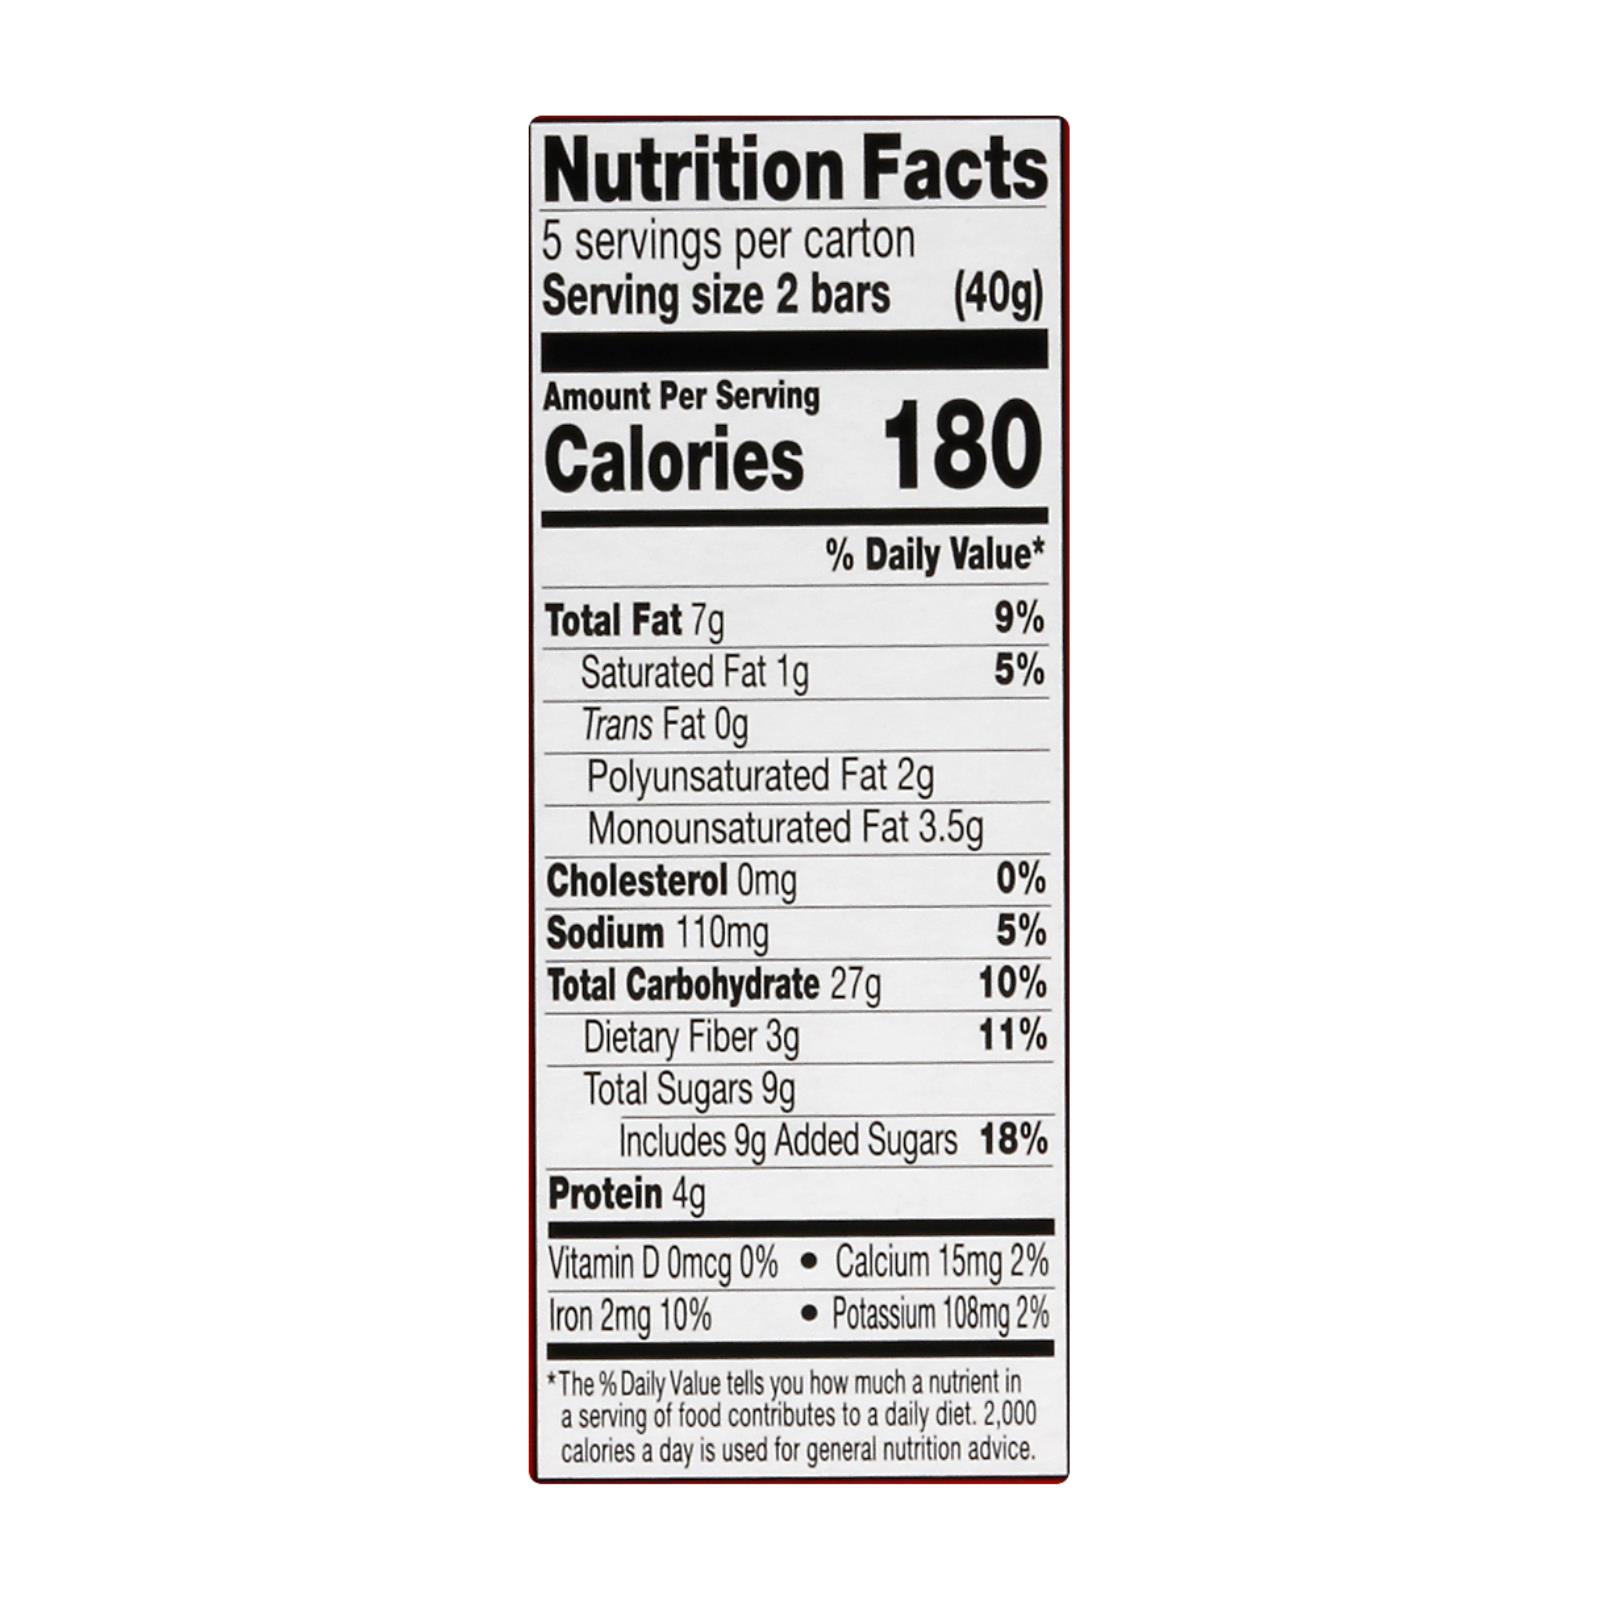 Nutrition Facts
5 servings per carton
Serving size 2 bars (40g)
Amount Per Serving
Calories 180
% Daily Value*
Total Fat 7g 9%
Saturated Fat 1g 5%
Trans Fat 0g
Polyunsaturated Fat 2g
Monounsaturated Fat 3.5g
Cholesterol 0mg 0%
Sodium 110mg 5%
Total Carbohydrate 27g 10%
Dietary Fiber 3g 11%
Total Sugars 9g
Includes 9g Added Sugars 18%
Protein 4g
Vitamin D 0mcg 0% • Calcium 15mg 2%
Iron 2mg 10% • Potassium 108mg 2%
*The % Daily Value tells you how much a nutrient in
a serving of food contributes to a daily diet. 2,000
calories a day is used for general nutrition advice.